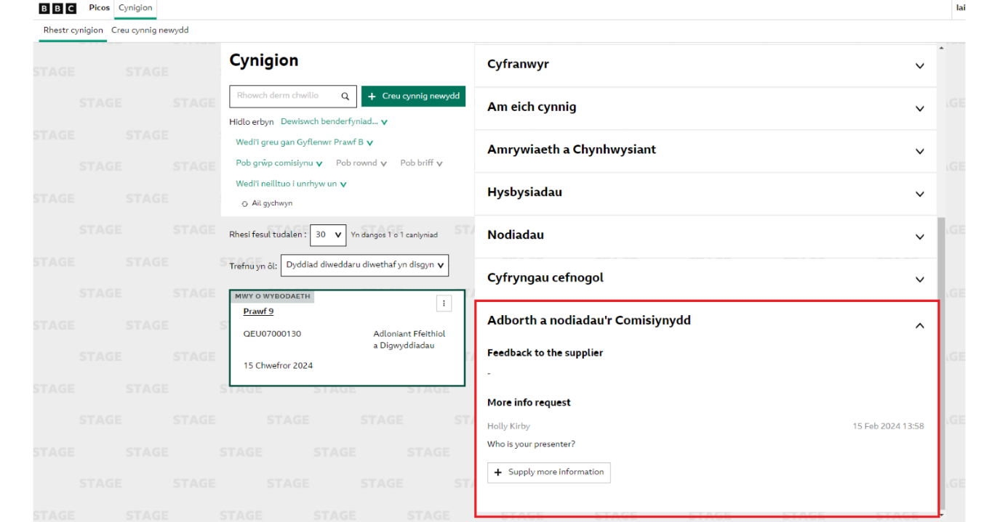 BBC Picos Cynigion lai
Rhestr cynigion Creu cynnig newydd
Cynigion
Rhowch derm chwilio + Creu cynnig newydd
Hidlo erbyn Dewiswch benderfyniad...
Wedi'i greu gan Gyflenwr Prawf B
Pob grŵp comisiynu Pob rownd Pob briff
Wedi'i neilltuo i unrhyw un
Ail gychwyn
Rhesi fesul tudalen : 30 Yn dangos 1 o 1 canlyniad
Trefnu yn ôl: Dyddiad diweddaru diwethaf yn disgyn
MWY O WYBODAETH
Prawf 9
QEU07000130 Adloniant Ffeithiol
a Digwyddiadau
15 Chwefror 2024
Cyfranwyr
Am eich cynnig
Amrywiaeth a Chynhwysiant
Hysbysiadau
Nodiadau
Cyfryngau cefnogol
Adborth a nodiadau'r Comisiynydd
Feedback to the supplier
-
More info request
Holly Kirby 15 Feb 2024 13:58
Who is your presenter?
+ Supply more information
STAGE